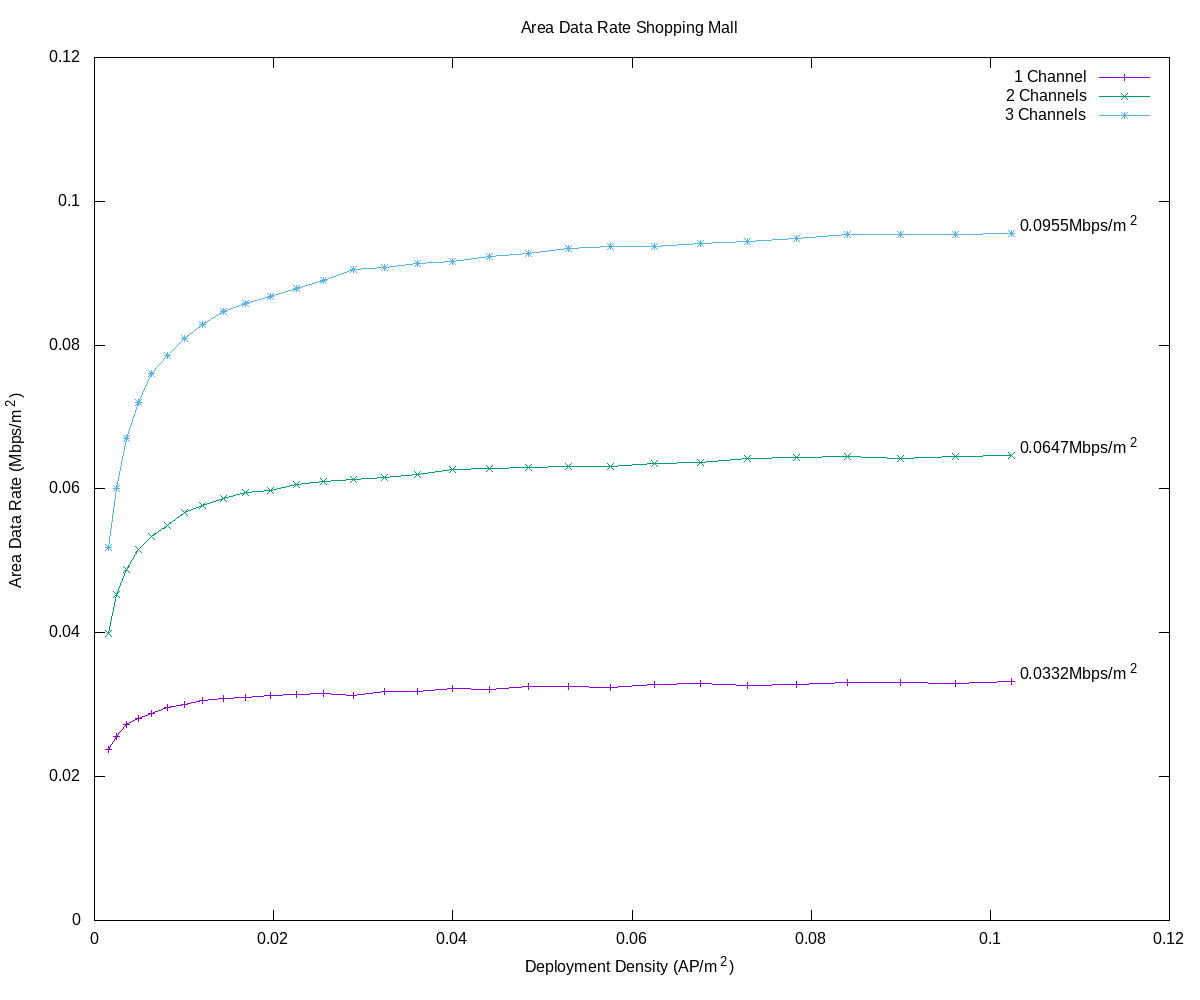 Area Data Rate Shopping Mall
0.12
0.1
0.08
0.06
0.04
0.02
0
Area Data Rate (Mbps/m²)
1 Channel
2 Channels
3 Channels
0.0955Mbps/m²
0.0647Mbps/m²
0.0332Mbps/m²
0 0.02 0.04 0.06 0.08 0.1 0.12
Deployment Density (AP/m²)